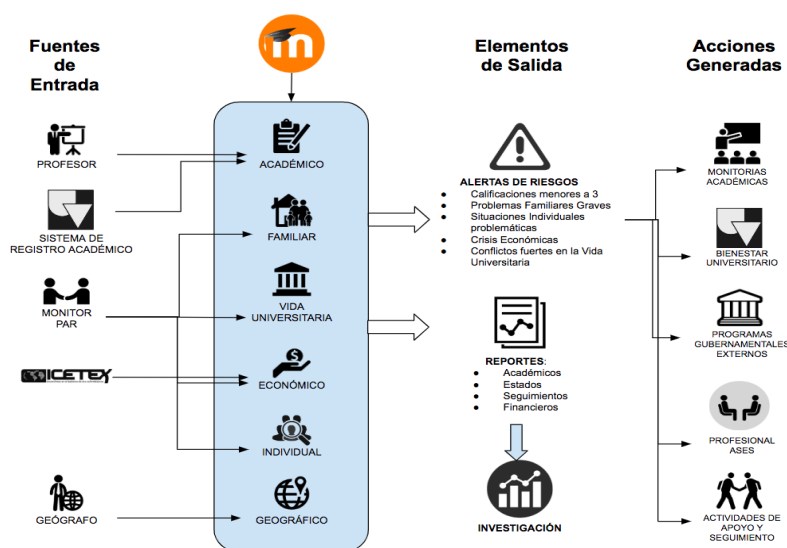 Fuentes
de
Entrada
PROFESOR
SISTEMA DE
REGISTRO ACADÉMICO
MONITOR
PAR
ICETEX
GEÓGRAFO
m
ACADÉMICO
FAMILIAR
VIDA
UNIVERSITARIA
ECONÓMICO
INDIVIDUAL
GEOGRÁFICO
Elementos
de Salida
ALERTAS DE RIESGOS
● Calificaciones menores a 3
● Problemas Familiares Graves
● Situaciones Individuales
problemáticas
● Crisis Económicas
● Conflictos fuertes en la Vida
Universitaria
REPORTES:
● Académicos
● Estados
● Seguimientos
● Financieros
INVESTIGACIÓN
Acciones
Generadas
MONITORIAS
ACADÉMICAS
BIENESTAR
UNIVERSITARIO
PROGRAMAS
GUBERNAMENTALES
EXTERNOS
PROFESIONAL
ASES
ACTIVIDADES DE
APOYO Y
SEGUIMIENTO